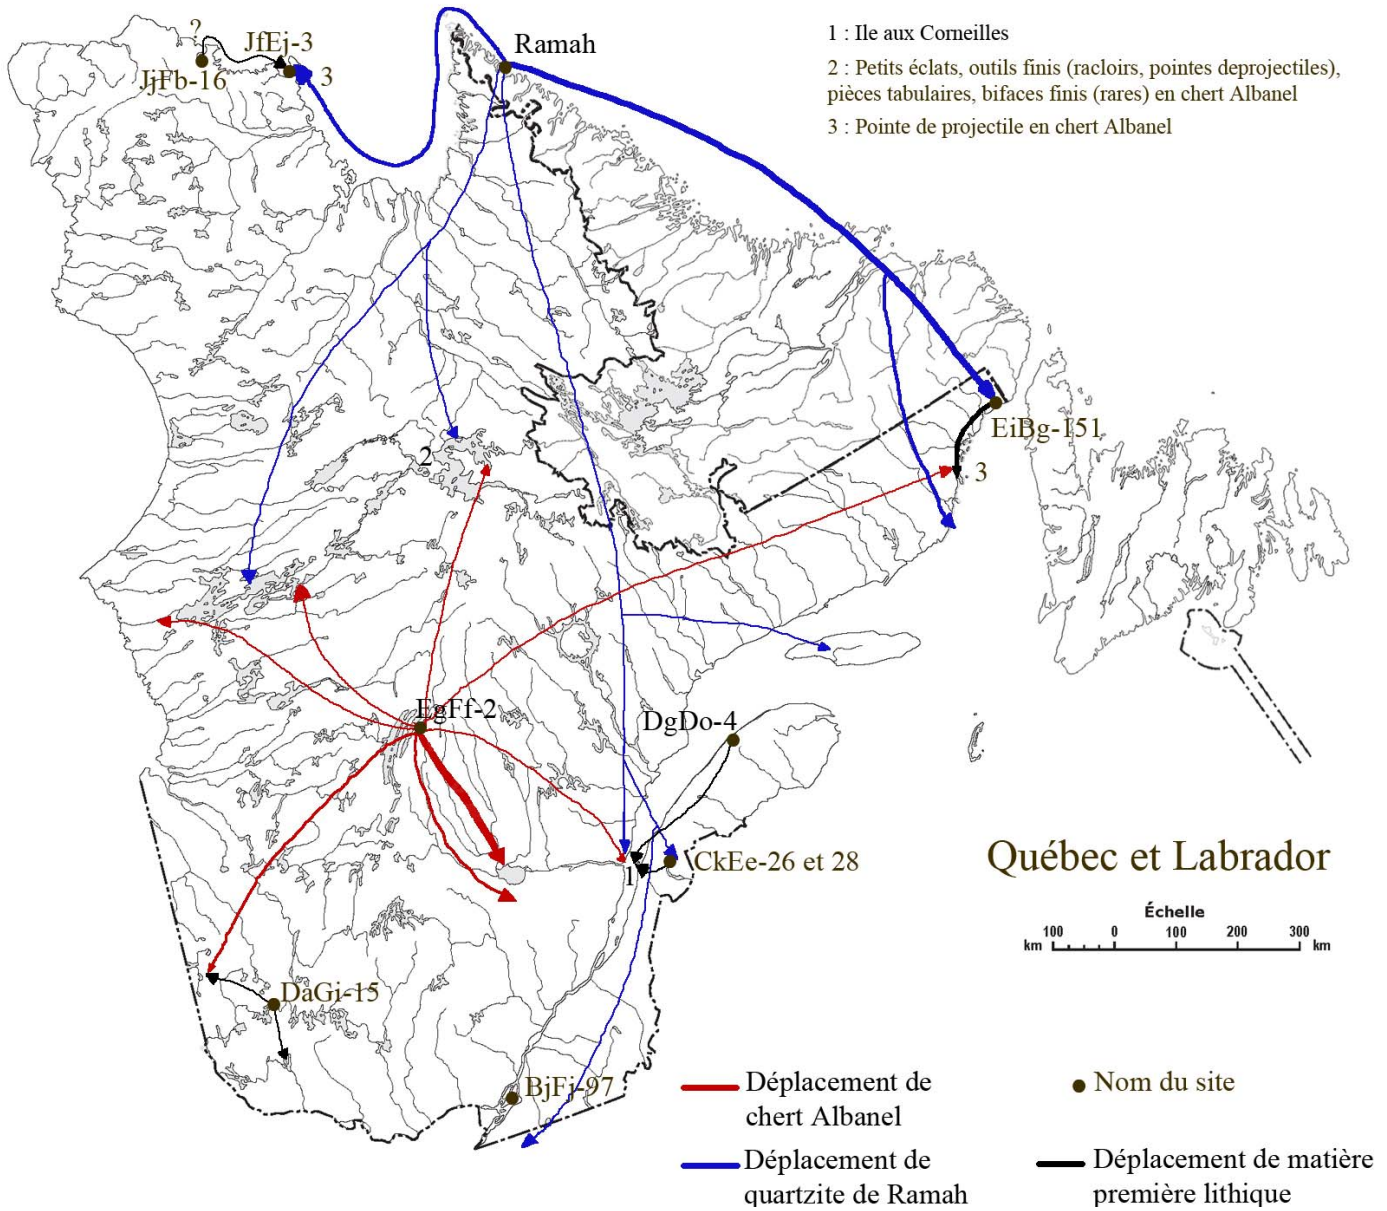 1 : Ile aux Corneilles
2 : Petits éclats, outils finis (racloirs, pointes deprojectiles),
pièces tabulaires, bifaces finis (rares) en chert Albanel
3 : Pointe de projectile en chert Albanel
?
JfEj-3
Ramah
JjFb-16
3
EiBg-151
2
3
EgFf-2
DgDo-4
CkEe-26 et 28
1
Québec et Labrador
Échelle
100 0 100 200 300
km km
DaGi-15
BjFj-97
Déplacement de
chert Albanel
Nom du site
Déplacement de
quartzite de Ramah
Déplacement de matière
première lithique